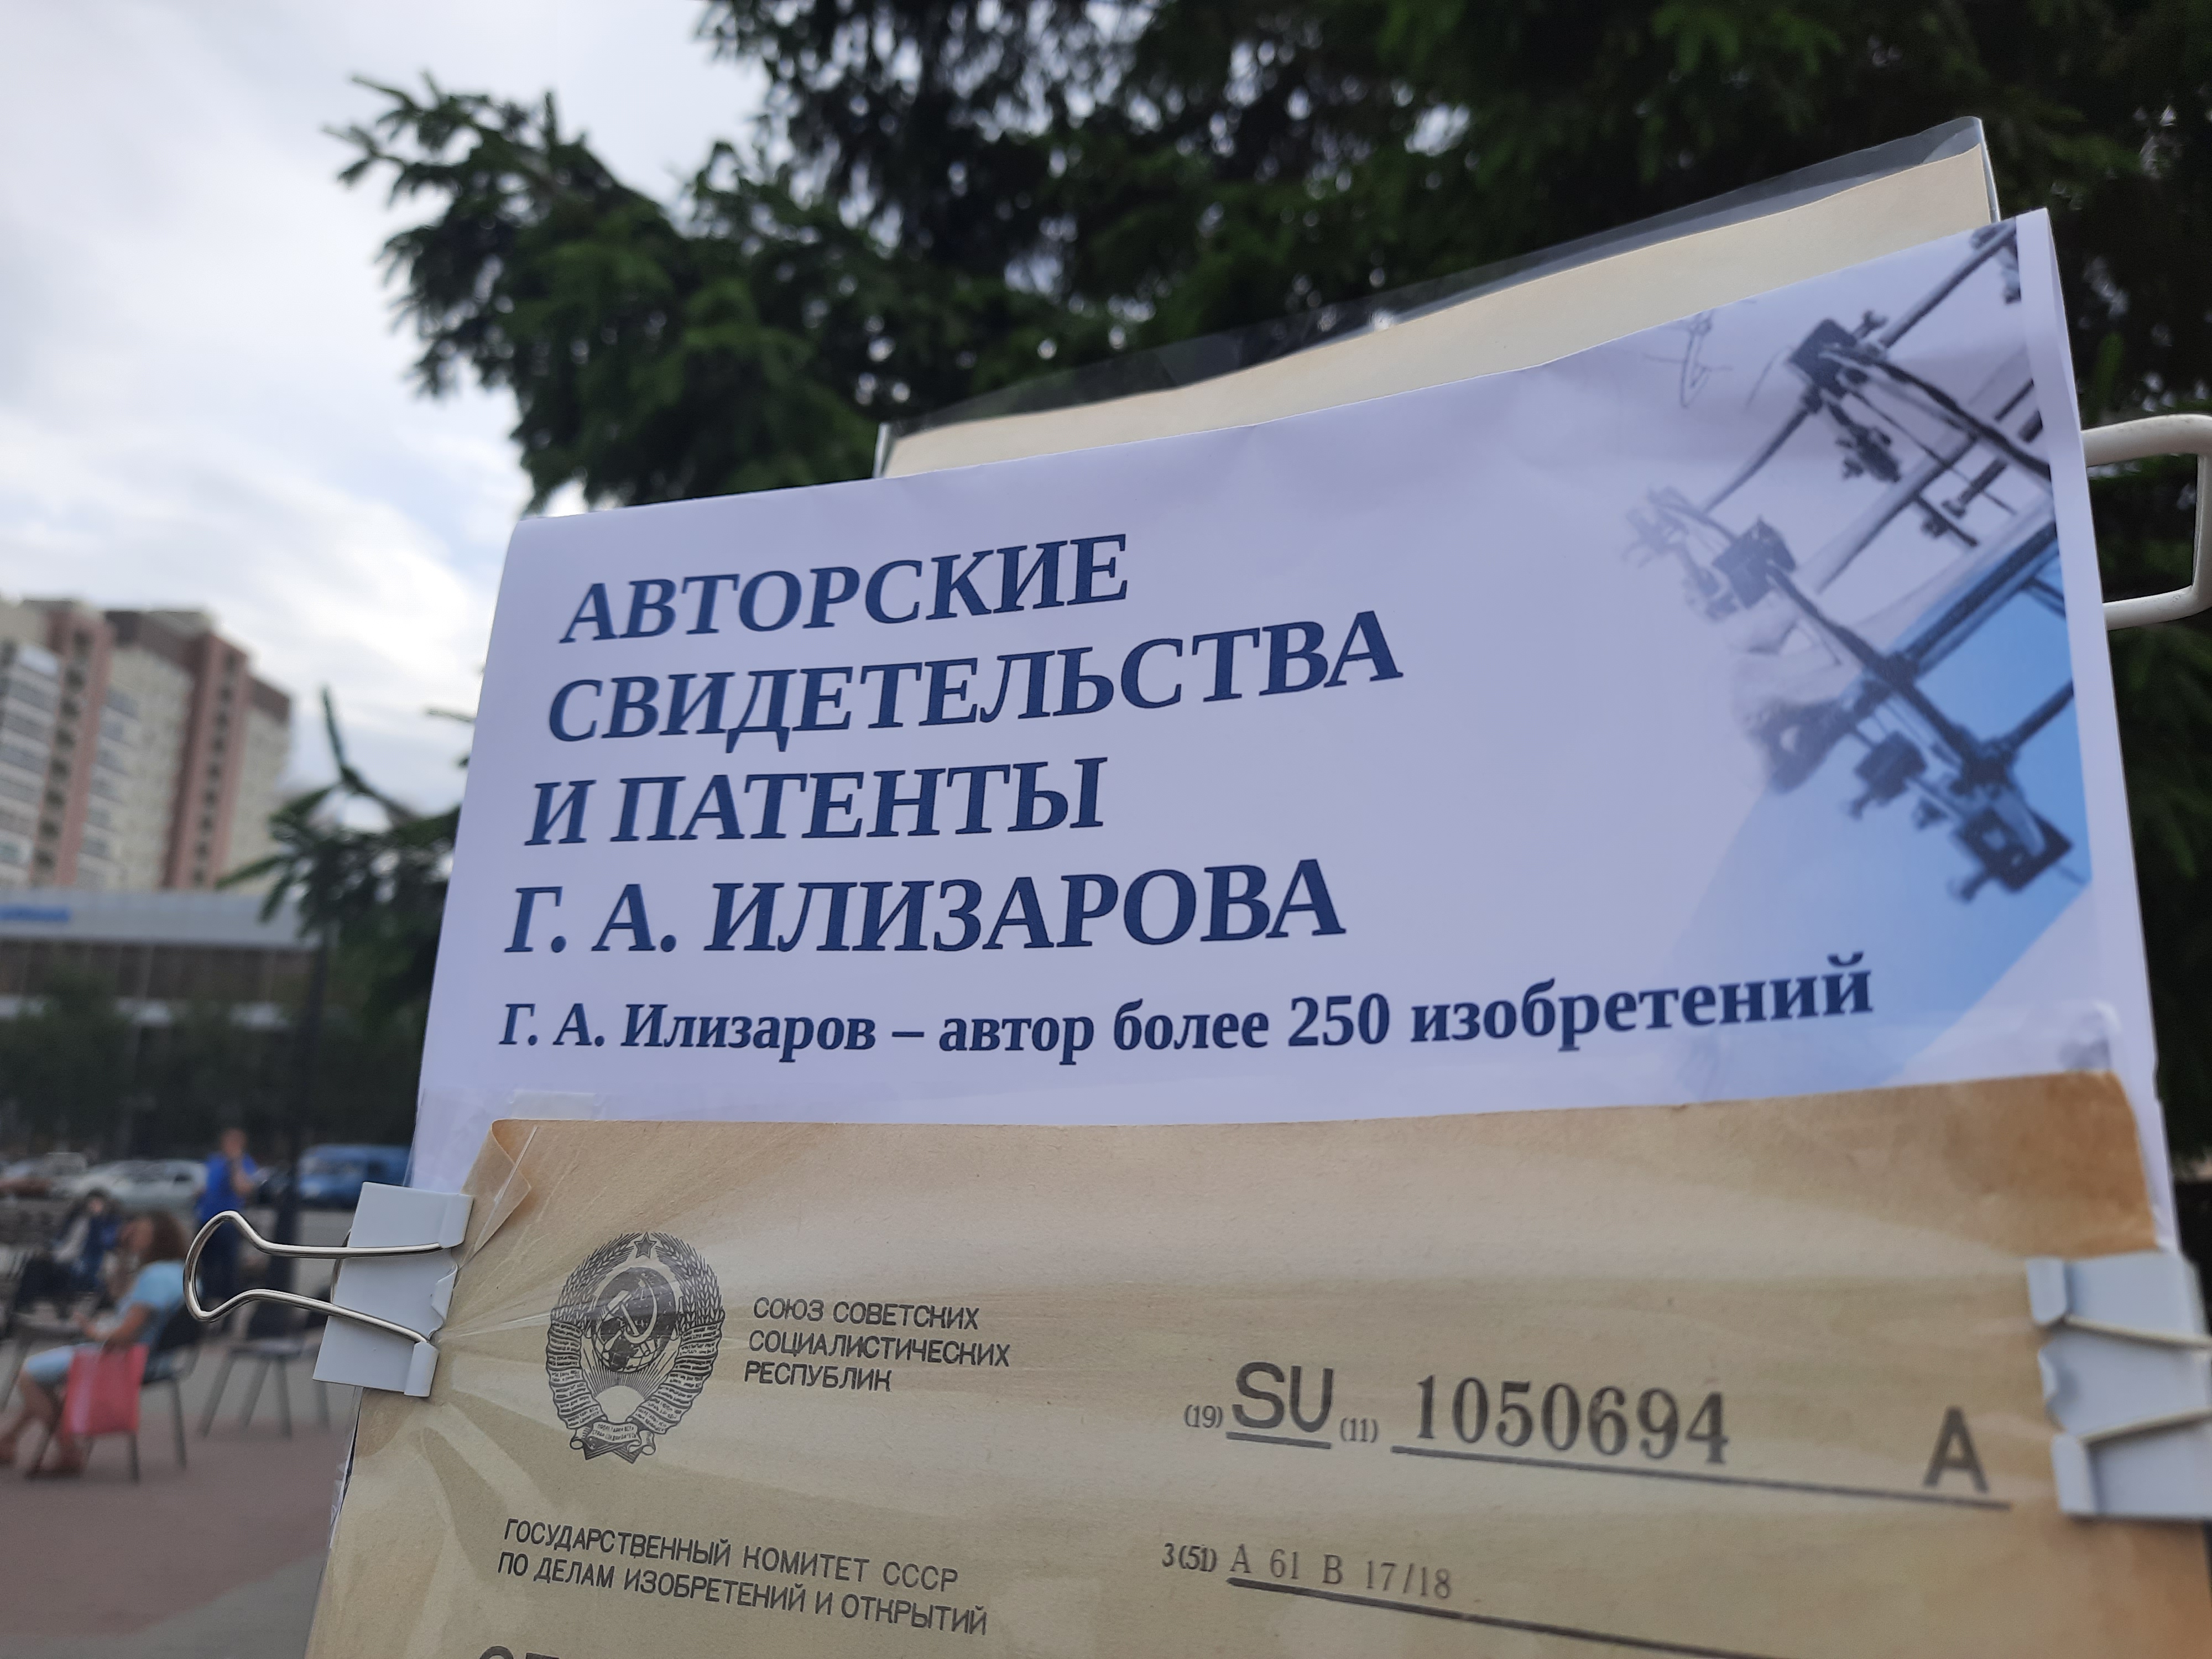 АВТОРСКИЕ
СВИДЕТЕЛЬСТВА
И ПАТЕНТЫ
Г. А. ИЛИЗАРОВА
Г. А. Илизаров – автор более 250 изобретений
СОЮЗ СОВЕТСКИХ
СОЦИАЛИСТИЧЕСКИХ
РЕСПУБЛИК
(19) SU (11) 1050694 A
3(51) A 61 B 17/18
ГОСУДАРСТВЕННЫЙ КОМИТЕТ СССР
ПО ДЕЛАМ ИЗОБРЕТЕНИЙ И ОТКРЫТИЙ